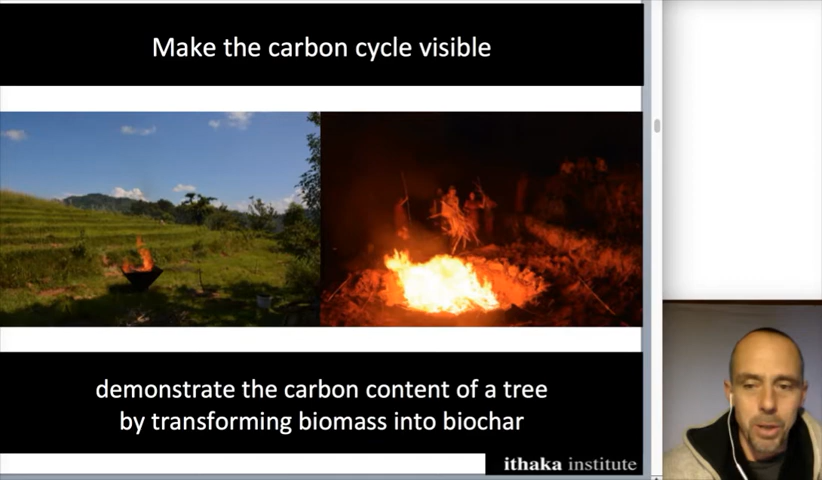 Make the carbon cycle visible
demonstrate the carbon content of a tree
by transforming biomass into biochar
ithaka institute